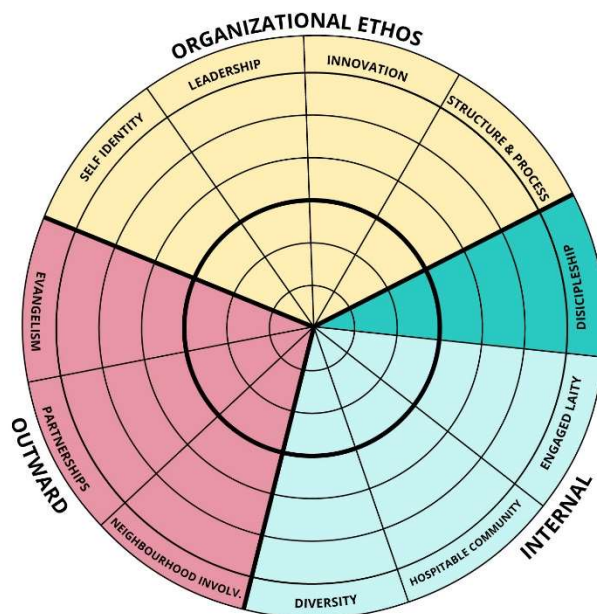 ORGANIZATIONAL ETHOS
SELF IDENTITY
LEADERSHIP
INNOVATION
STRUCTURE & PROCESS
DISICIPLESHIP
ENGAGED LAITY
HOSPITABLE COMMUNITY
DIVERSITY
INTERNAL
NEIGHBOURHOOD INVOLV.
PARTNERSHIPS
EVANGELISM
OUTWARD